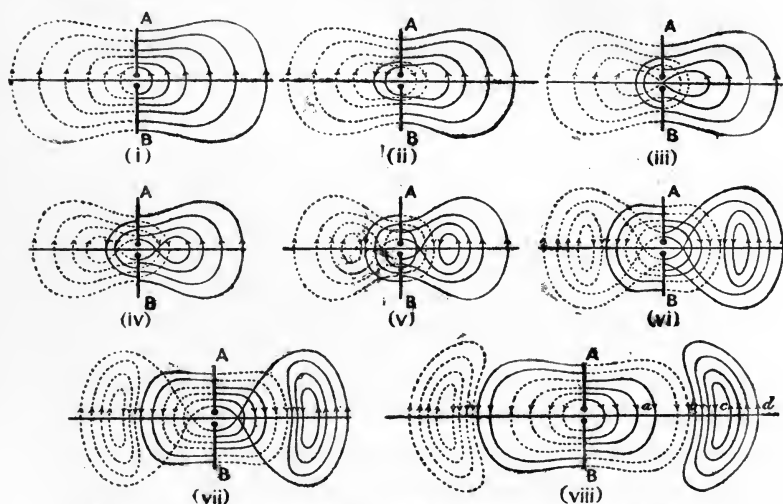 A A A
B B B
(i) (ii) (iii)
A A A
B B B
(iv) (v) (vi)
A A
a c d
B B
(vii) (viii)